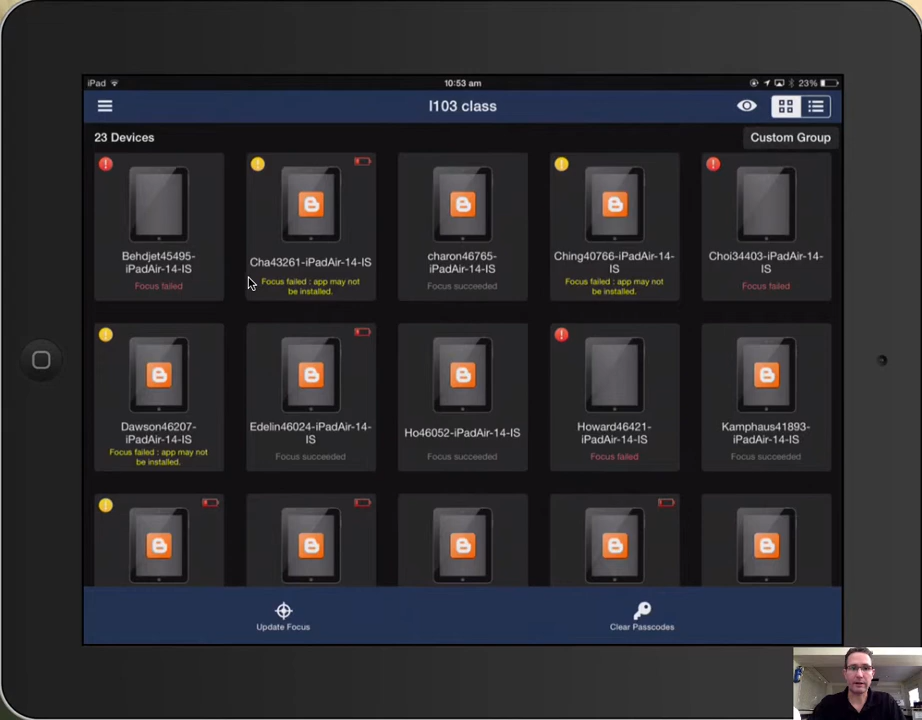 iPad
10:53 am
23%
I103 class
23 Devices
Custom Group
Behdjet45495-
iPadAir-14-IS
Focus failed
Cha43261-iPadAir-14-IS
Focus failed : app may not
be installed.
charon46765-
iPadAir-14-IS
Focus succeeded
Ching40766-iPadAir-14-
IS
Focus failed : app may not
be installed.
Choi34403-iPadAir-14-
IS
Focus failed
Dawson46207-
iPadAir-14-IS
Focus failed : app may not
be installed.
Edelin46024-iPadAir-14-
IS
Focus succeeded
Ho46052-iPadAir-14-IS
Focus succeeded
Howard46421-
iPadAir-14-IS
Focus failed
Kamphaus41893-
iPadAir-14-IS
Focus succeeded
Update Focus
Clear Passcodes